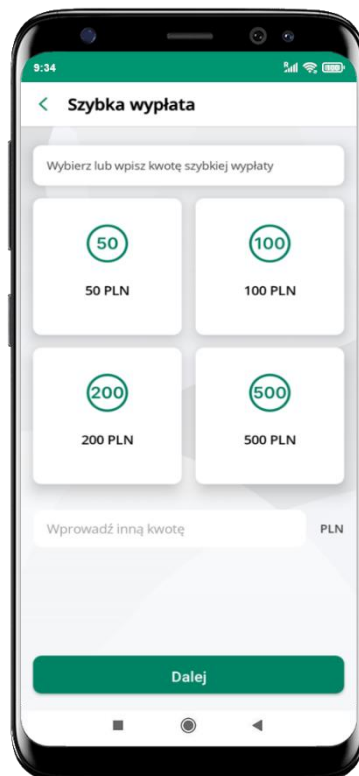 9:34
Szybka wypłata
Wybierz lub wpisz kwotę szybkiej wypłaty
50
100
50 PLN
100 PLN
200
500
200 PLN
500 PLN
Wprowadź inną kwotę
PLN
Dalej